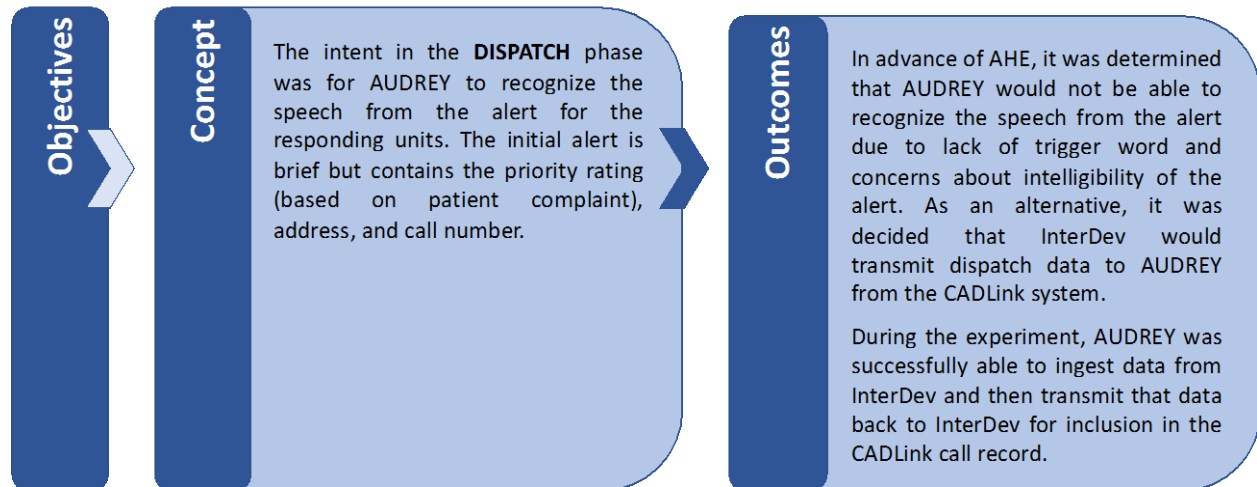 Objectives
Concept
The intent in the DISPATCH phase
was for AUDREY to recognize the
speech from the alert for the
responding units. The initial alert is
brief but contains the priority rating
(based on patient complaint),
address, and call number.
Outcomes
In advance of AHE, it was determined
that AUDREY would not be able to
recognize the speech from the alert
due to lack of trigger word and
concerns about intelligibility of the
alert. As an alternative, it was
decided that InterDev would
transmit dispatch data to AUDREY
from the CADLink system.
During the experiment, AUDREY was
successfully able to ingest data from
InterDev and then transmit that data
back to InterDev for inclusion in the
CADLink call record.